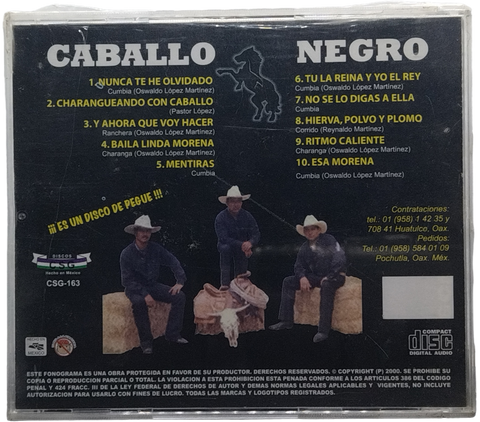 CABALLO NEGRO
1. NUNCA TE HE OLVIDADO
Cumbia (Oswaldo López Martínez)
2. CHARANGUEANDO CON CABALLO
(Pastor López)
3. Y AHORA QUE VOY HACER
Ranchera (Oswaldo López Martínez)
4. BAILA LINDA MORENA
Charanga (Oswaldo López Martínez)
5. MENTIRAS
Cumbia
6. TU LA REINA Y YO EL REY
Cumbia (Oswaldo López Martínez)
7. NO SE LO DIGAS A ELLA
Cumbia
8. HIERVA, POLVO Y PLOMO
Corrido (Reynaldo Martínez)
9. RITMO CALIENTE
Charanga (Oswaldo López Martínez)
10. ESA MORENA
Cumbia (Oswaldo López Martínez)
¡¡¡ ES UN DISCO DE PEGUE !!!
Contrataciones:
tel.: 01 (958) 1 42 35 y
708 41 Huatulco, Oax.
Pedidos:
Tel.: 01 (958) 584 01 09
Pochutla, Oax. Méx.
DISCOS
CSG
Hecho en México
CSG-163
HECHO EN
MEXICO
COMPACT
disc
DIGITAL AUDIO
ESTE FONOGRAMA ES UNA OBRA PROTEGIDA EN FAVOR DE SU PRODUCTOR. DERECHOS RESERVADOS. © COPYRIGHT (P) 2000. SE PROHIBE SU
COPIA O REPRODUCCION PARCIAL O TOTAL. LA VIOLACION A ESTA PROHIBICION ESTA PENADA CONFORME A LOS ARTICULOS 386 DEL CODIGO
PENAL Y 424 FRACC. III DE LA LEY FEDERAL DE DERECHOS DE AUTOR Y DEMAS NORMAS LEGALES APLICABLES Y VIGENTES, NO INCLUYE
AUTORIZACION PARA USARLO CON FINES DE LUCRO. TODAS LAS MARCAS Y LOGOTIPOS REGISTRADOS.